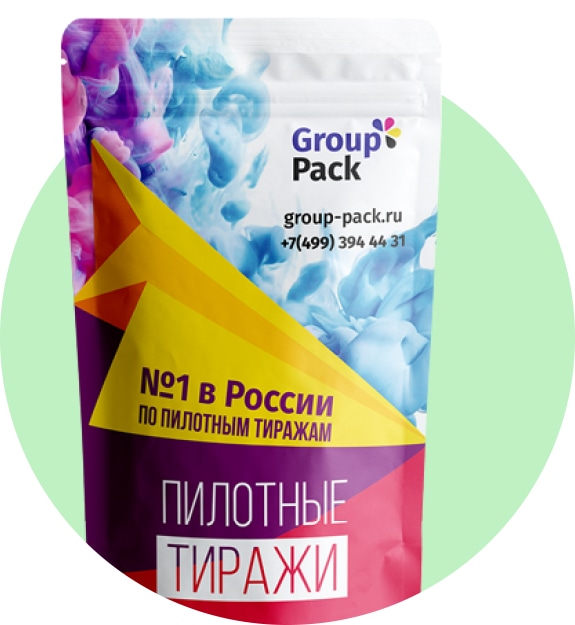 Group
Pack
group-pack.ru
+7(499) 394 44 31
№1 в России
ПО ПИЛОТНЫМ ТИРАЖАМ
ПИЛОТНЫЕ
ТИРАЖИ